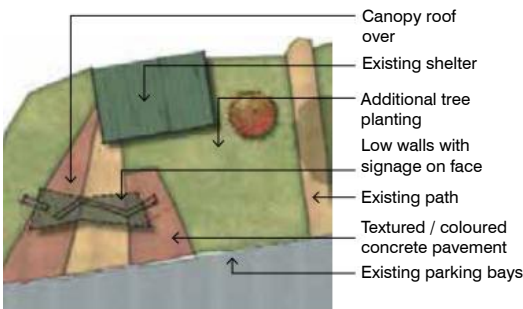 Canopy roof
over
Existing shelter
Additional tree
planting
Low walls with
signage on face
Existing path
Textured / coloured
concrete pavement
Existing parking bays